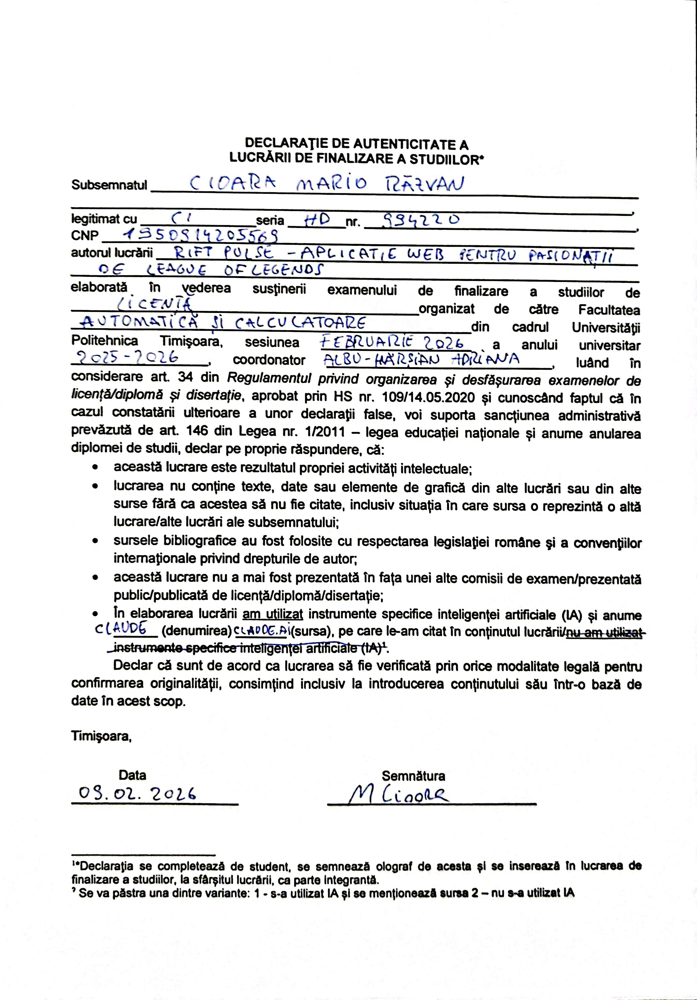 DECLARAŢIE DE AUTENTICITATE A
LUCRĂRII DE FINALIZARE A STUDIILOR*
Subsemnatul CIOARA MARIO RĂZVAN
,
legitimat cu CI seria HD nr. 994220,
CNP 1950914205569
autorul lucrării RIFT PULSE - APLICATIE WEB PENTRU PASIONAȚII
DE LEAGUE OF LEGENDS
elaborată în vederea susţinerii examenului de finalizare a studiilor de
LICENȚĂ organizat de către Facultatea
AUTOMATICĂ ȘI CALCULATOARE din cadrul Universităţii
Politehnica Timişoara, sesiunea FEBRUARIE 2026 a anului universitar
2025-2026, coordonator ALBU-HĂRȘIAN ADRIANA, luând în
considerare art. 34 din Regulamentul privind organizarea și desfășurarea examenelor de
licență/diplomă și disertație, aprobat prin HS nr. 109/14.05.2020 și cunoscând faptul că în
cazul constatării ulterioare a unor declaraţii false, voi suporta sancţiunea administrativă
prevăzută de art. 146 din Legea nr. 1/2011 – legea educaţiei naționale și anume anularea
diplomei de studii, declar pe proprie răspundere, că:
• această lucrare este rezultatul propriei activităţi intelectuale;
• lucrarea nu conţine texte, date sau elemente de grafică din alte lucrări sau din alte
surse fără ca acestea să nu fie citate, inclusiv situaţia în care sursa o reprezintă o altă
lucrare/alte lucrări ale subsemnatului;
• sursele bibliografice au fost folosite cu respectarea legislaţiei române şi a convenţiilor
internaţionale privind drepturile de autor;
• această lucrare nu a mai fost prezentată în faţa unei alte comisii de examen/prezentată
public/publicată de licenţă/diplomă/disertaţie;
• În elaborarea lucrării am utilizat instrumente specifice inteligenței artificiale (IA) și anume
CLAUDE (denumirea) CLAUDE.AI (sursa), pe care le-am citat în conținutul lucrării/nu am utilizat
instrumente specifice inteligenței artificiale (IA)¹.
Declar că sunt de acord ca lucrarea să fie verificată prin orice modalitate legală pentru
confirmarea originalităţii, consimţind inclusiv la introducerea conţinutului său într-o bază de
date în acest scop.
Timişoara,
Data Semnătura
09.02.2026 M Cioara
¹*Declaraţia se completează de student, se semnează olograf de acesta și se inserează în lucrarea de
finalizare a studiilor, la sfârșitul lucrării, ca parte integrantă.
² Se va păstra una dintre variante: 1 - s-a utilizat IA și se menționează sursa 2 – nu s-a utilizat IA